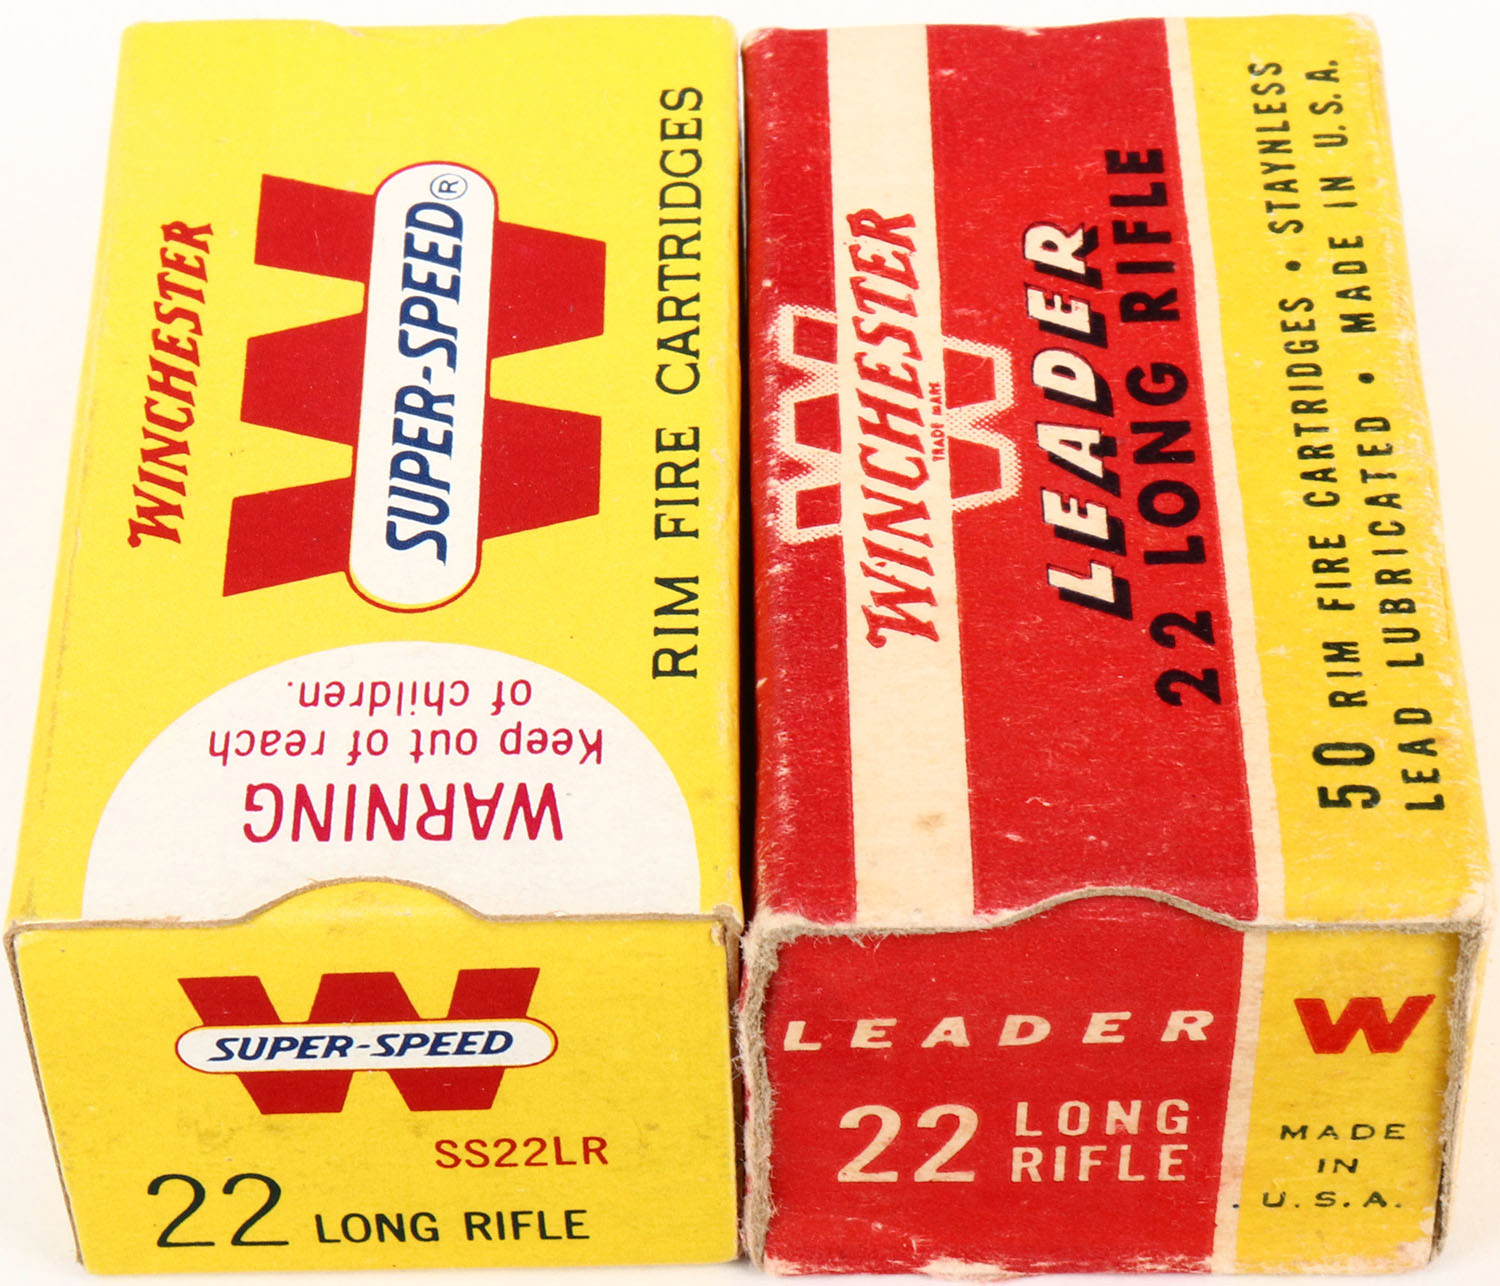 WINCHESTER
SUPER-SPEED®
RIM FIRE CARTRIDGES
WARNING
Keep out of reach
of children.
SUPER-SPEED
SS22LR
22 LONG RIFLE
WINCHESTER
TRADE MARK
LEADER
22 LONG RIFLE
50 RIM FIRE CARTRIDGES • STAYNLESS
LEAD LUBRICATED • MADE IN U.S.A.
LEADER
22 LONG
RIFLE
W
MADE
IN
U.S.A.